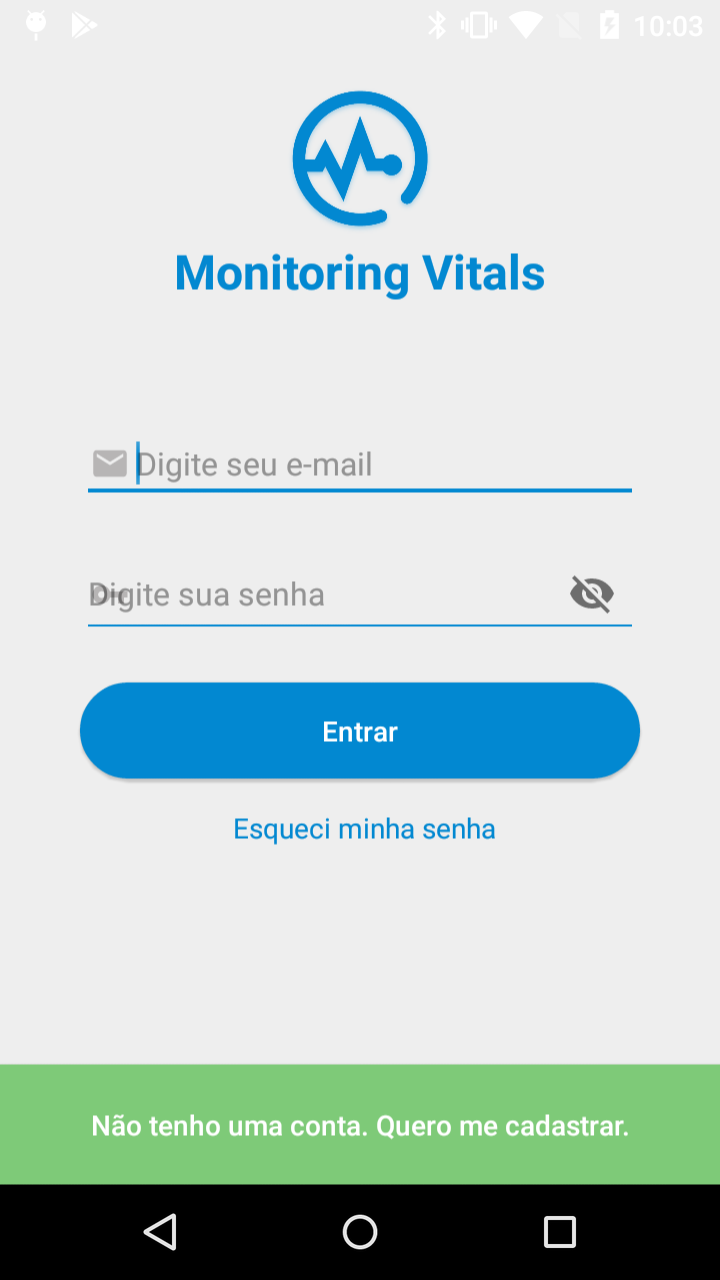 10:03
Monitoring Vitals
Digite seu e-mail
Digite sua senha
Entrar
Esqueci minha senha
Não tenho uma conta. Quero me cadastrar.